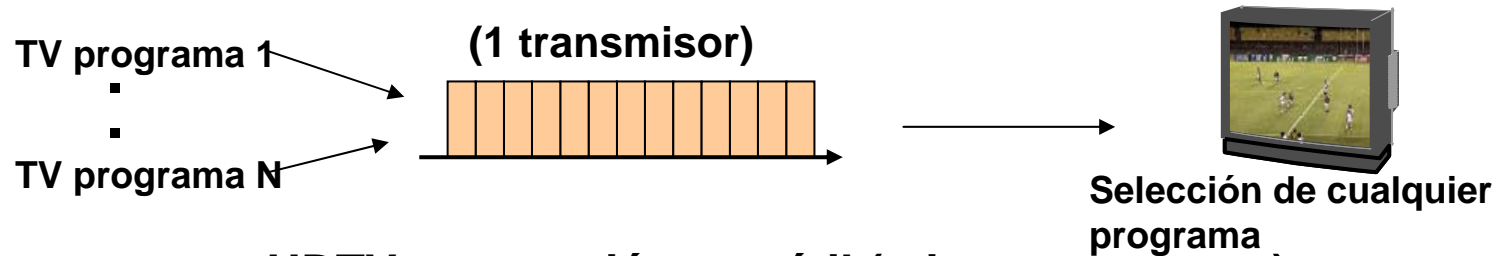 TV programa 1
(1 transmisor)
TV programa N
Selección de cualquier
programa